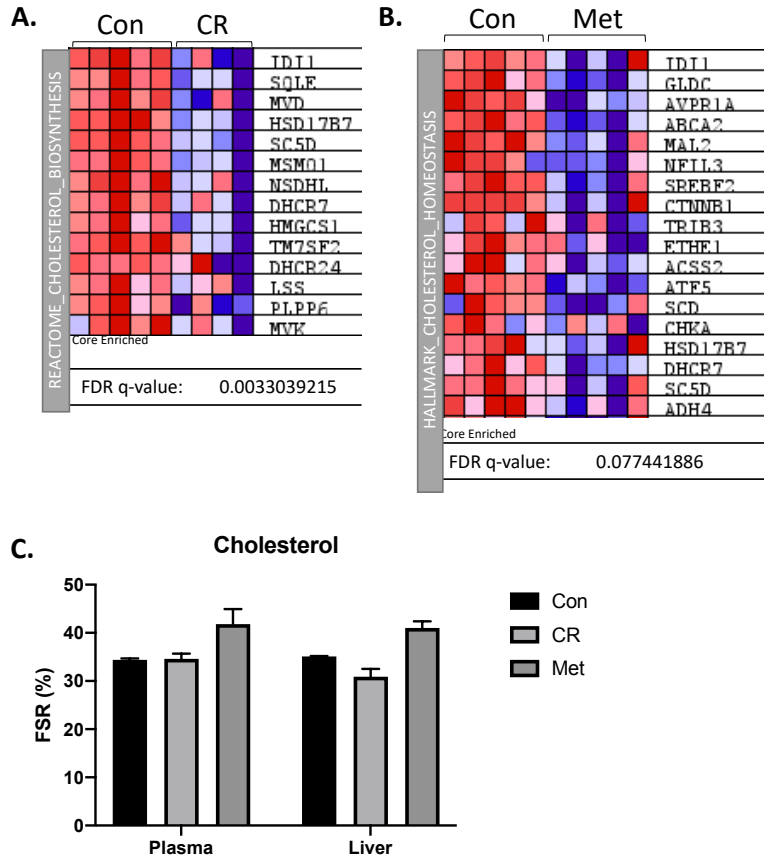 A.
Con CR
REACTOME_CHOLESTEROL_BIOSYNTHESIS
IDI1
SQLE
MVD
HSD17B7
SC5D
MSMO1
NSDHL
DHCR7
HMGCS1
TM7SF2
DHCR24
LSS
PLPP6
MVK
Core Enriched
FDR q-value: 0.0033039215
B.
Con Met
HALLMARK_CHOLESTEROL_HOMEOSTASIS
IDI1
GLDC
AVPR1A
ABCA2
MAL2
NFIL3
SREBF2
CTNNB1
TRIB3
ETHE1
ACSS2
ATF5
SCD
CHKA
HSD17B7
DHCR7
SC5D
ADH4
Core Enriched
FDR q-value: 0.077441886
C.
Cholesterol
FSR (%)
50
40
30
20
10
0
Plasma Liver
Con
CR
Met